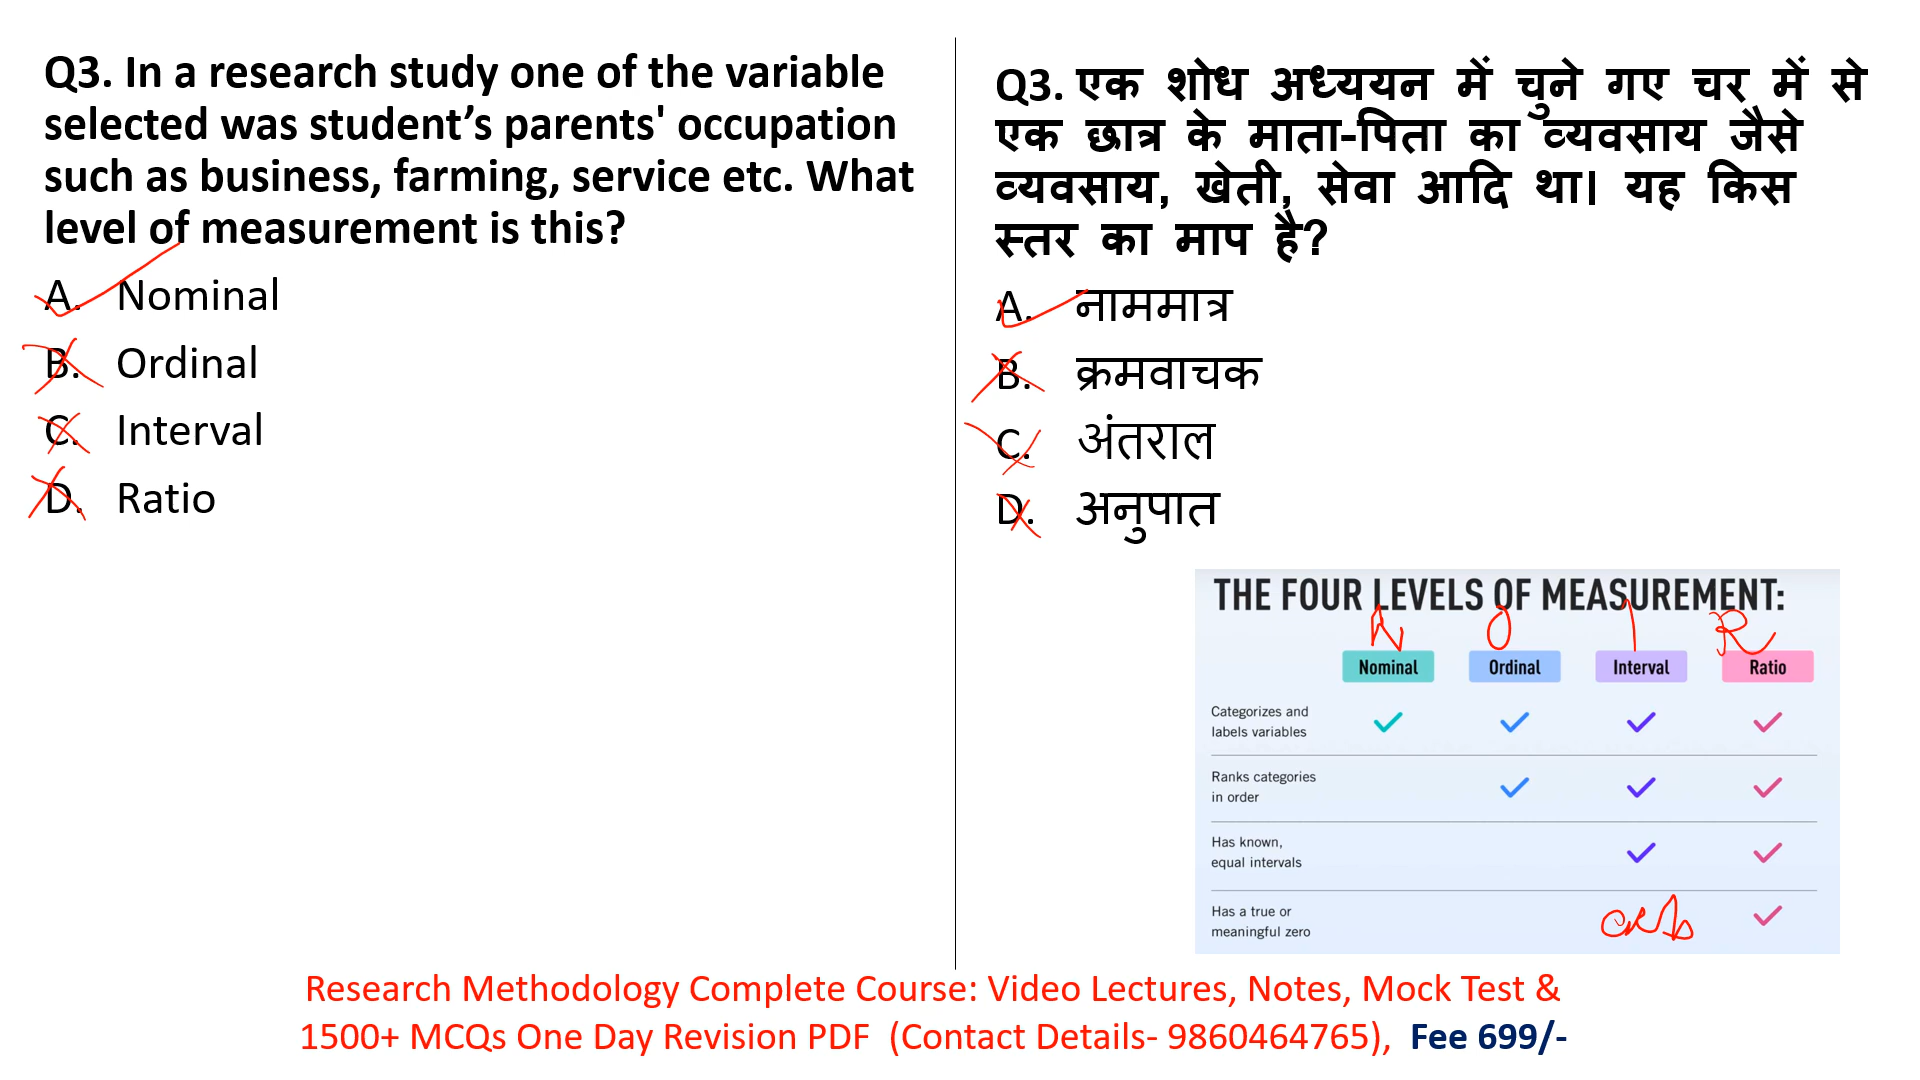 Q3. In a research study one of the variable
selected was student’s parents' occupation
such as business, farming, service etc. What
level of measurement is this?
A. Nominal
B. Ordinal
C. Interval
D. Ratio
Q3. एक शोध अध्ययन में चुने गए चर में से
एक छात्र के माता-पिता का व्यवसाय जैसे
व्यवसाय, खेती, सेवा आदि था। यह किस
स्तर का माप है?
A. नाममात्र
B. क्रमवाचक
C. अंतराल
D. अनुपात
THE FOUR LEVELS OF MEASUREMENT:
N O I R
Nominal Ordinal Interval Ratio
Categorizes and
labels variables
Ranks categories
in order
Has known,
equal intervals
Has a true or
meaningful zero
Research Methodology Complete Course: Video Lectures, Notes, Mock Test &
1500+ MCQs One Day Revision PDF (Contact Details- 9860464765), Fee 699/-